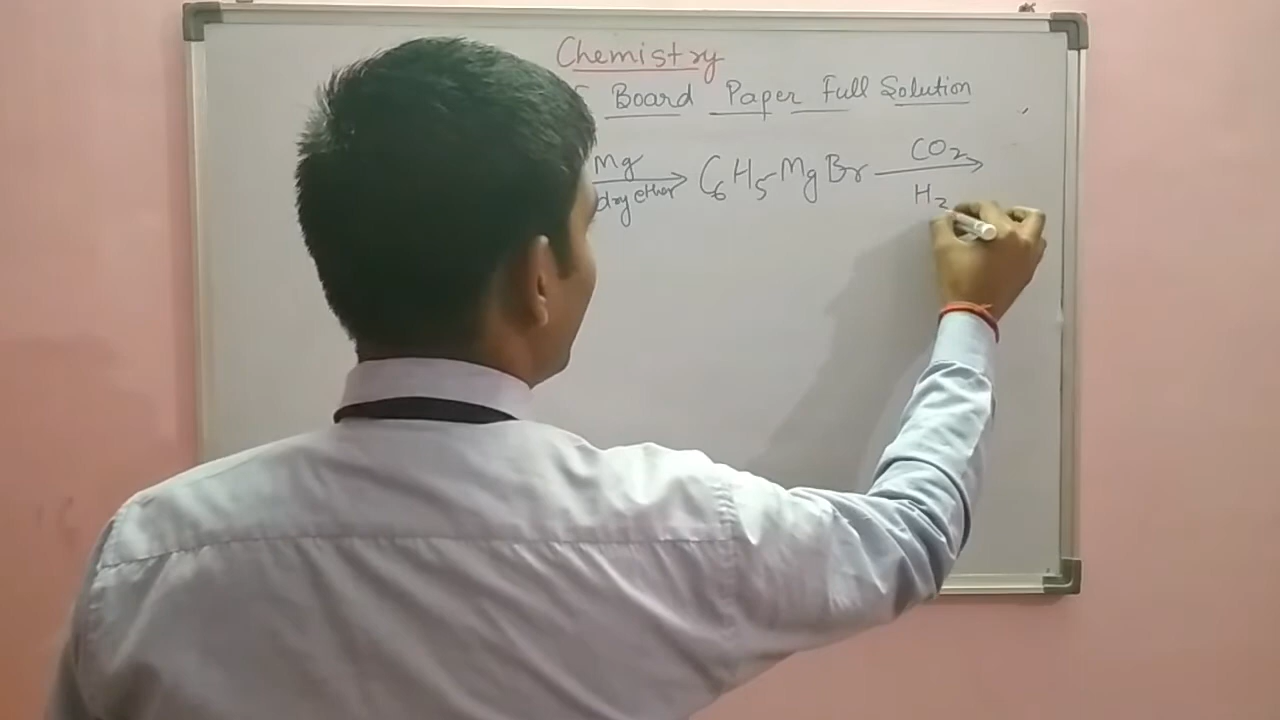 Chemistry
Board Paper Full Solution
Mg CO₂
C₆H₅MgBr
dry ether H₂